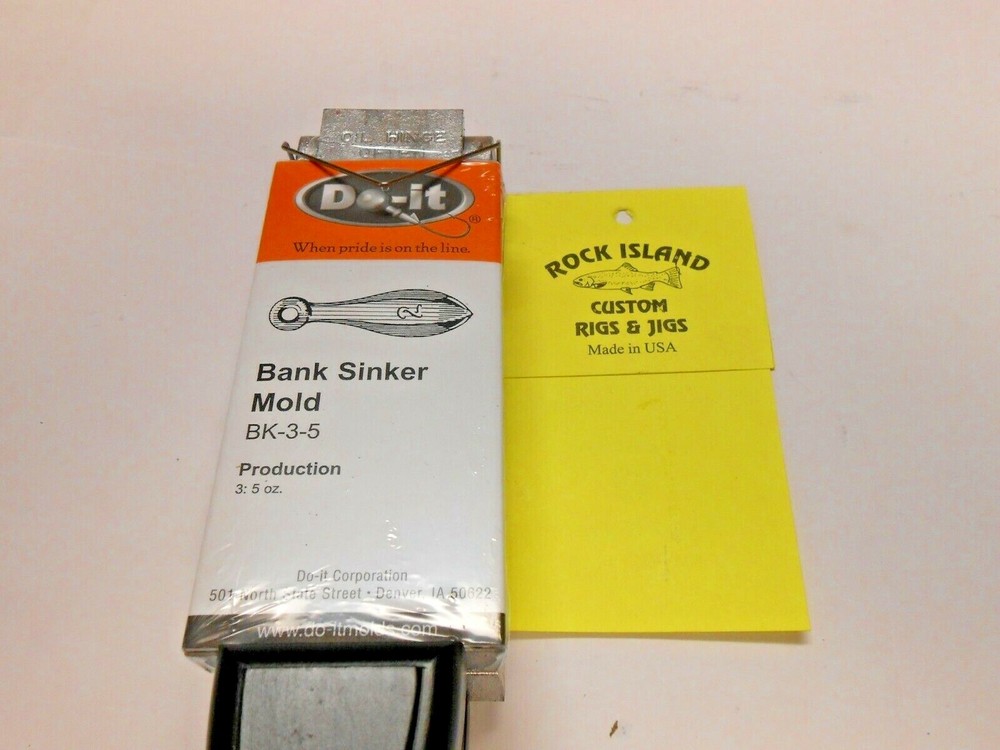 OIL HINGE
Do-it
®
When pride is on the line.
2
Bank Sinker
Mold
BK-3-5
Production
3: 5 oz.
Do-it Corporation
501 North State Street • Denver, IA 50622
www.do-itmolds.com
ROCK ISLAND
CUSTOM
RIGS & JIGS
Made in USA